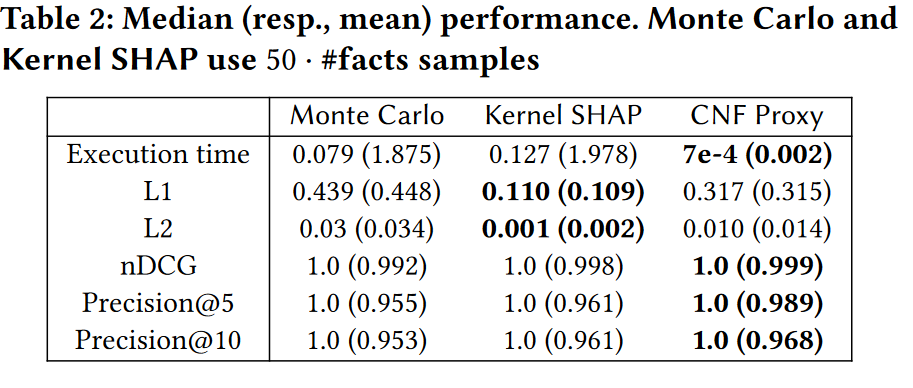 Table 2: Median (resp., mean) performance. Monte Carlo and
Kernel SHAP use 50 · #facts samples
Monte Carlo Kernel SHAP CNF Proxy
Execution time 0.079 (1.875) 0.127 (1.978) 7e-4 (0.002)
L1 0.439 (0.448) 0.110 (0.109) 0.317 (0.315)
L2 0.03 (0.034) 0.001 (0.002) 0.010 (0.014)
nDCG 1.0 (0.992) 1.0 (0.998) 1.0 (0.999)
Precision@5 1.0 (0.955) 1.0 (0.961) 1.0 (0.989)
Precision@10 1.0 (0.953) 1.0 (0.961) 1.0 (0.968)